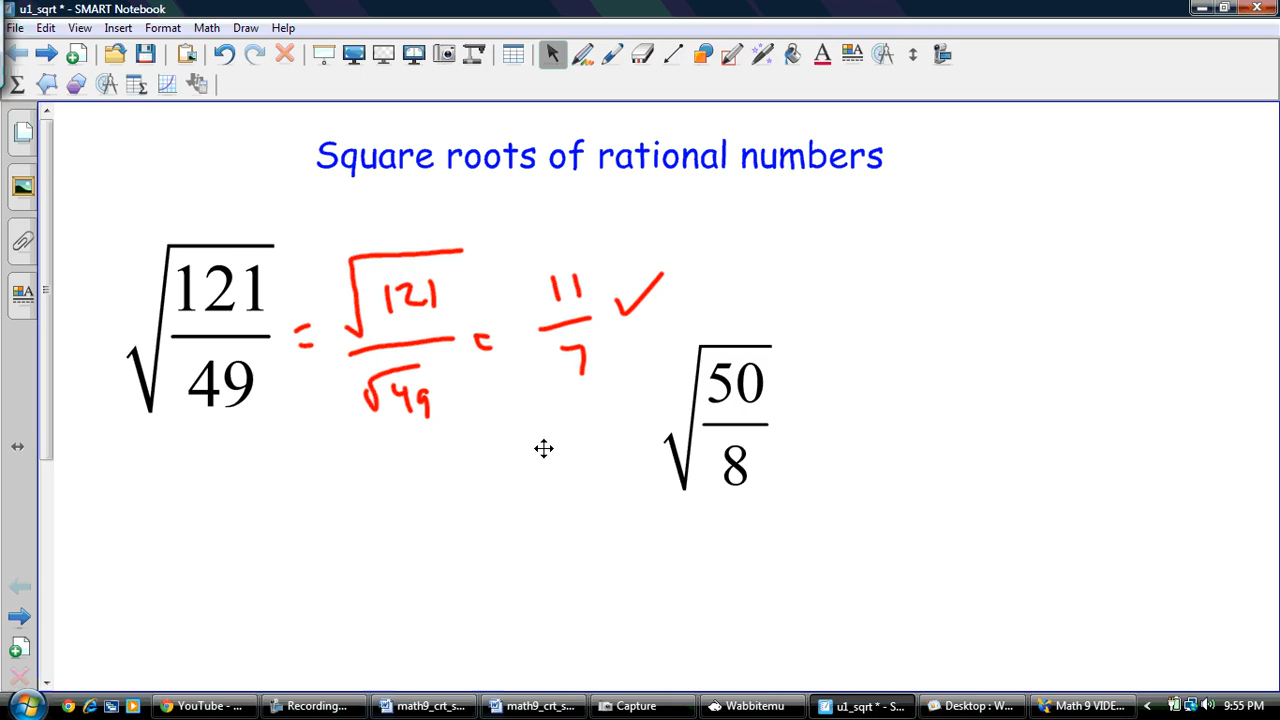 u1_sqrt * - SMART Notebook
File Edit View Insert Format Math Draw Help
Square roots of rational numbers
√(121/49) = √121/√49 = 11/7 ✓
√(50/8)
YouTube - ... Recording... math9_crt_s... math9_crt_s... Capture Wabbitemu u1_sqrt * - S... Desktop : W... Math 9 VIDE... 9:55 PM